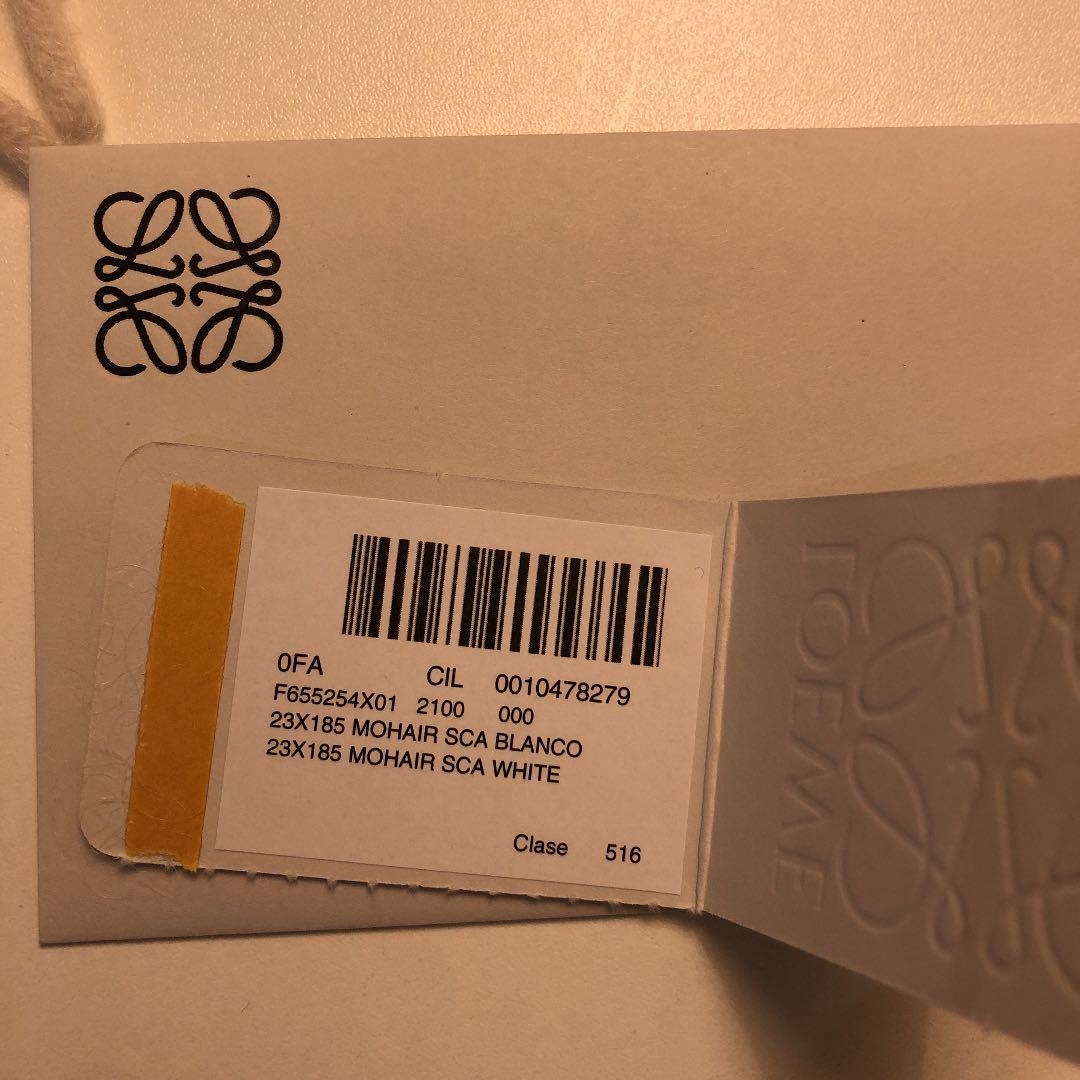 0FA CIL 0010478279
F655254X01 2100 000
23X185 MOHAIR SCA BLANCO
23X185 MOHAIR SCA WHITE
Clase 516
LOEWE